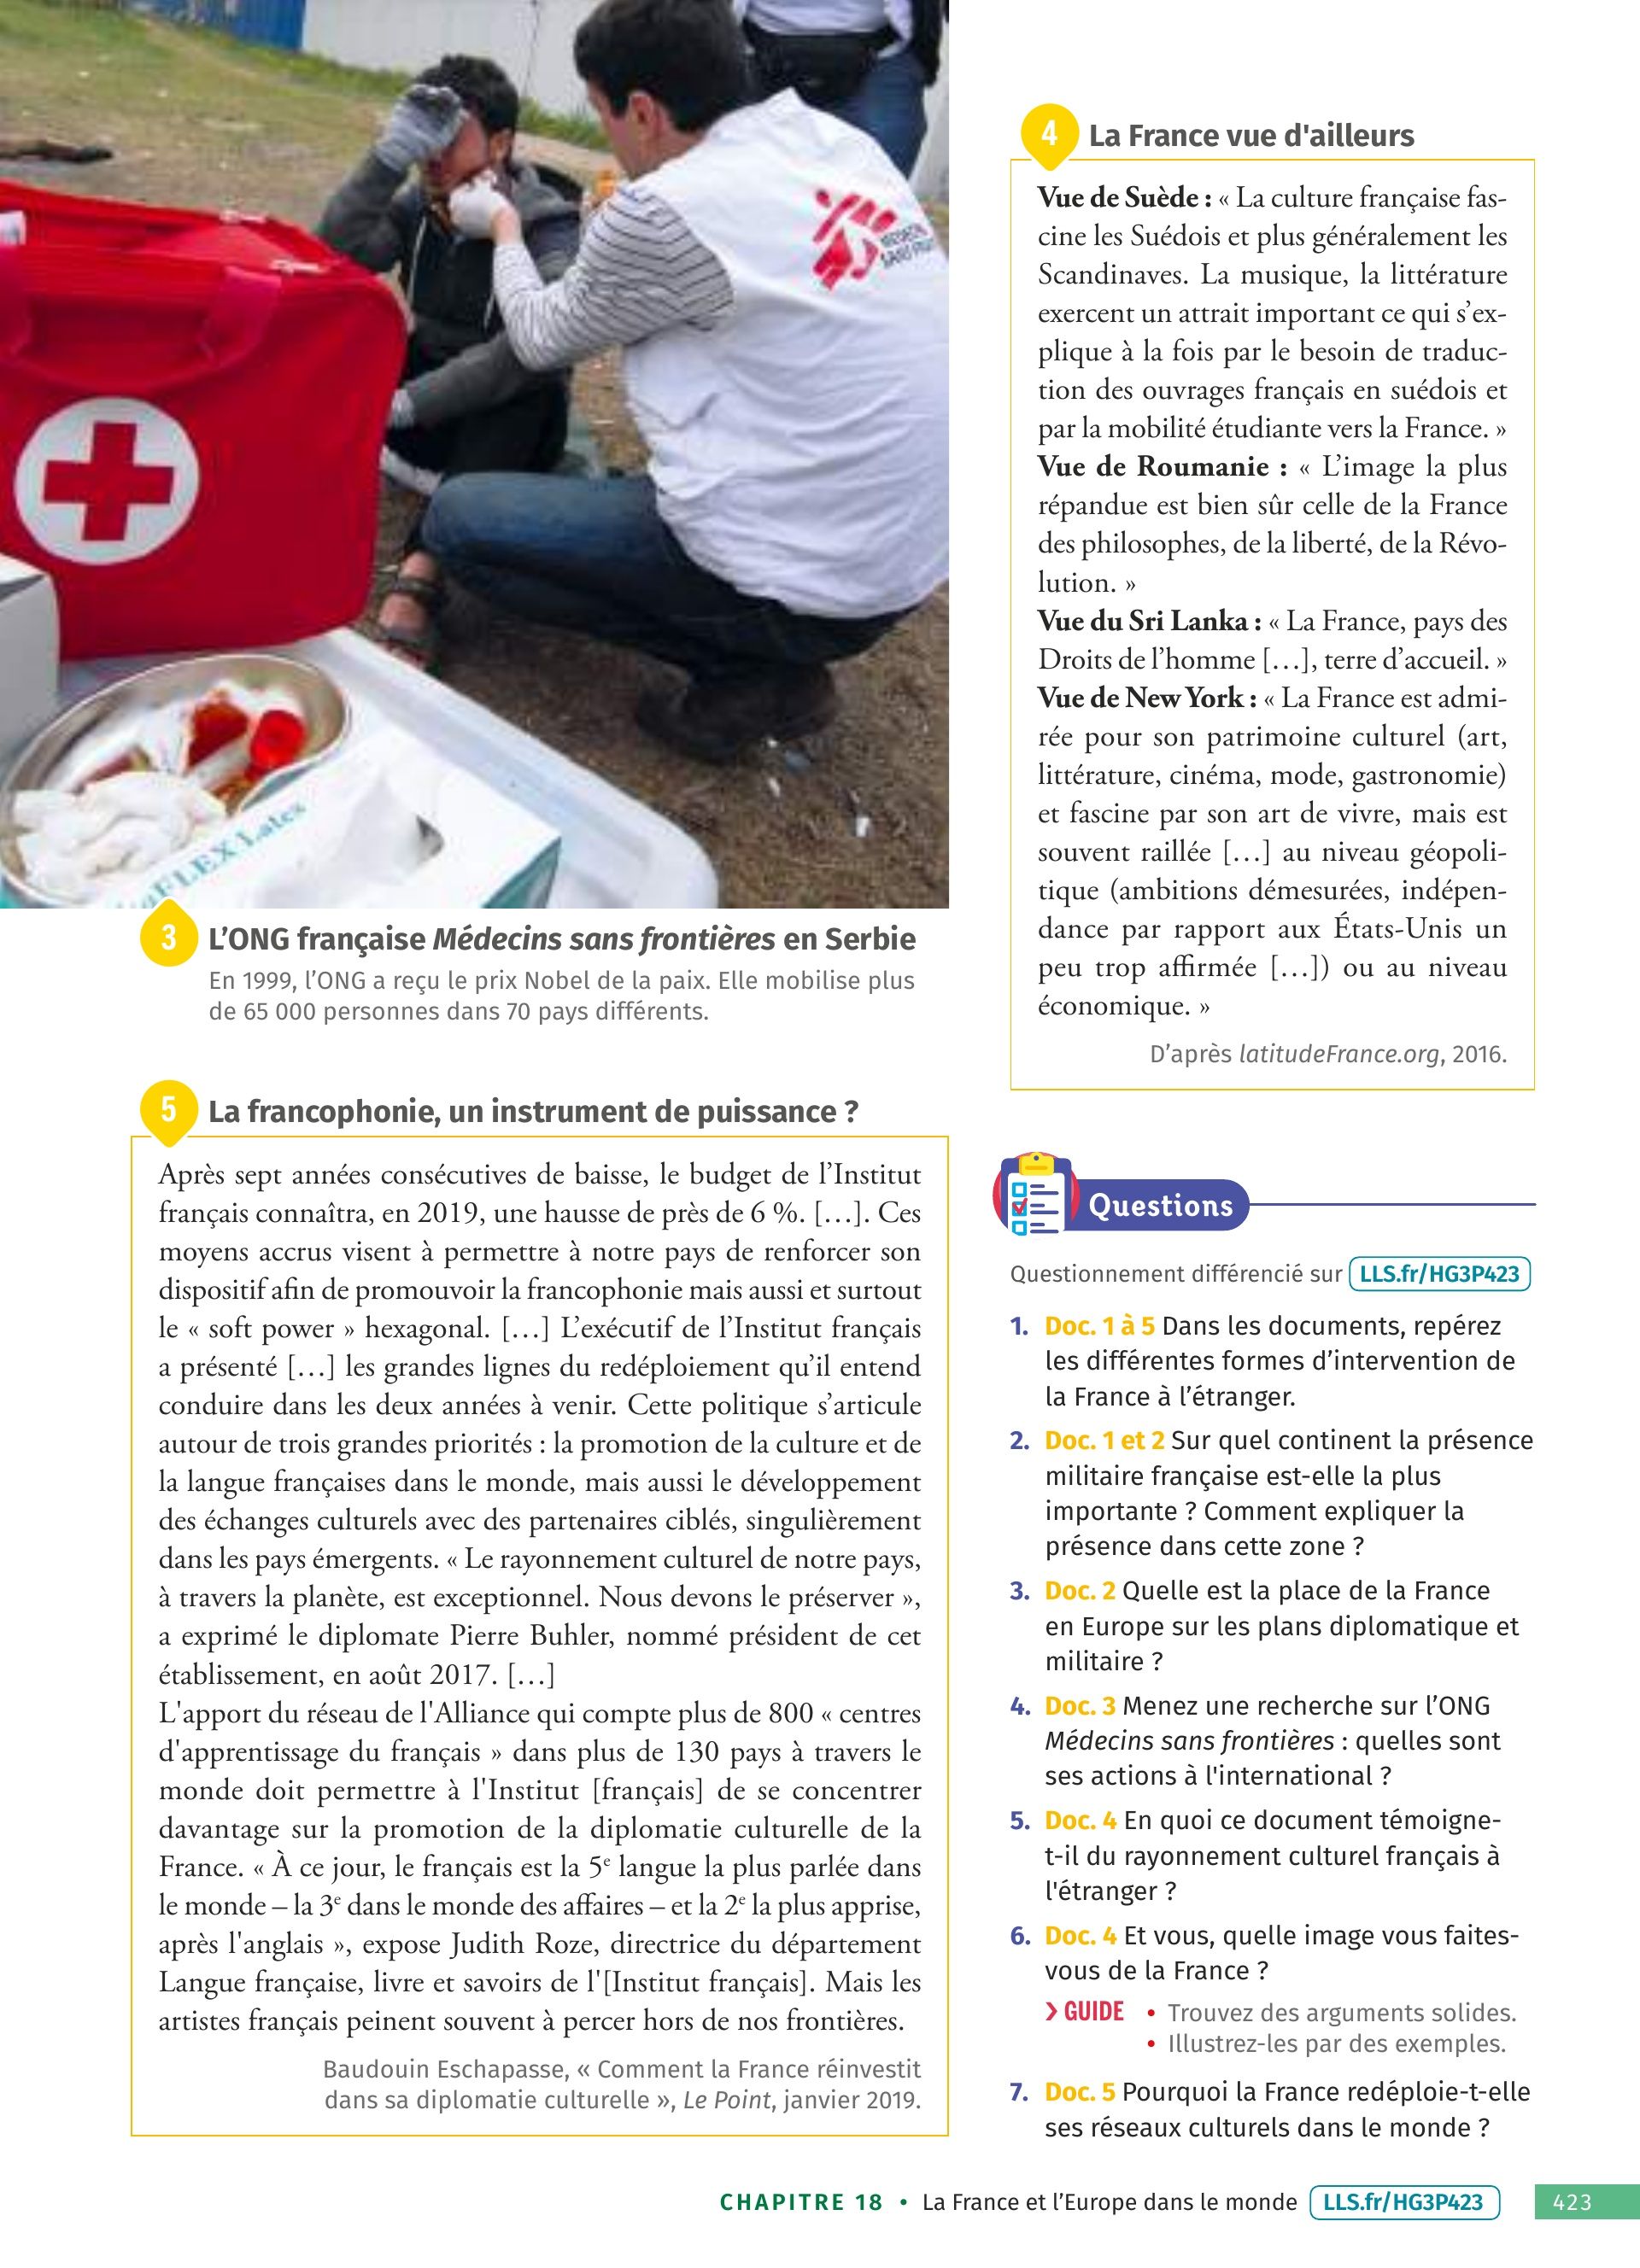 MEDECIN
SANS FRON
FLEX Latex
3
L’ONG française Médecins sans frontières en Serbie
En 1999, l’ONG a reçu le prix Nobel de la paix. Elle mobilise plus
de 65 000 personnes dans 70 pays différents.
4
La France vue d'ailleurs
Vue de Suède : « La culture française fas-
cine les Suédois et plus généralement les
Scandinaves. La musique, la littérature
exercent un attrait important ce qui s’ex-
plique à la fois par le besoin de traduc-
tion des ouvrages français en suédois et
par la mobilité étudiante vers la France. »
Vue de Roumanie : « L’image la plus
répandue est bien sûr celle de la France
des philosophes, de la liberté, de la Révo-
lution. »
Vue du Sri Lanka : « La France, pays des
Droits de l’homme […], terre d’accueil. »
Vue de New York : « La France est admi-
rée pour son patrimoine culturel (art,
littérature, cinéma, mode, gastronomie)
et fascine par son art de vivre, mais est
souvent raillée […] au niveau géopoli-
tique (ambitions démesurées, indépen-
dance par rapport aux États-Unis un
peu trop affirmée […]) ou au niveau
économique. »
D’après latitudeFrance.org, 2016.
5
La francophonie, un instrument de puissance ?
Après sept années consécutives de baisse, le budget de l’Institut
français connaîtra, en 2019, une hausse de près de 6 %. […]. Ces
moyens accrus visent à permettre à notre pays de renforcer son
dispositif afin de promouvoir la francophonie mais aussi et surtout
le « soft power » hexagonal. […] L’exécutif de l’Institut français
a présenté […] les grandes lignes du redéploiement qu’il entend
conduire dans les deux années à venir. Cette politique s’articule
autour de trois grandes priorités : la promotion de la culture et de
la langue françaises dans le monde, mais aussi le développement
des échanges culturels avec des partenaires ciblés, singulièrement
dans les pays émergents. « Le rayonnement culturel de notre pays,
à travers la planète, est exceptionnel. Nous devons le préserver »,
a exprimé le diplomate Pierre Buhler, nommé président de cet
établissement, en août 2017. […]
L'apport du réseau de l'Alliance qui compte plus de 800 « centres
d'apprentissage du français » dans plus de 130 pays à travers le
monde doit permettre à l'Institut [français] de se concentrer
davantage sur la promotion de la diplomatie culturelle de la
France. « À ce jour, le français est la 5e langue la plus parlée dans
le monde – la 3e dans le monde des affaires – et la 2e la plus apprise,
après l'anglais », expose Judith Roze, directrice du département
Langue française, livre et savoirs de l'[Institut français]. Mais les
artistes français peinent souvent à percer hors de nos frontières.
Baudouin Eschapasse, « Comment la France réinvestit
dans sa diplomatie culturelle », Le Point, janvier 2019.
Questions
Questionnement différencié sur LLS.fr/HG3P423
1. Doc. 1 à 5 Dans les documents, repérez
les différentes formes d’intervention de
la France à l’étranger.
2. Doc. 1 et 2 Sur quel continent la présence
militaire française est-elle la plus
importante ? Comment expliquer la
présence dans cette zone ?
3. Doc. 2 Quelle est la place de la France
en Europe sur les plans diplomatique et
militaire ?
4. Doc. 3 Menez une recherche sur l’ONG
Médecins sans frontières : quelles sont
ses actions à l'international ?
5. Doc. 4 En quoi ce document témoigne-
t-il du rayonnement culturel français à
l'étranger ?
6. Doc. 4 Et vous, quelle image vous faites-
vous de la France ?
> GUIDE • Trouvez des arguments solides.
• Illustrez-les par des exemples.
7. Doc. 5 Pourquoi la France redéploie-t-elle
ses réseaux culturels dans le monde ?
CHAPITRE 18 • La France et l’Europe dans le monde LLS.fr/HG3P423 423